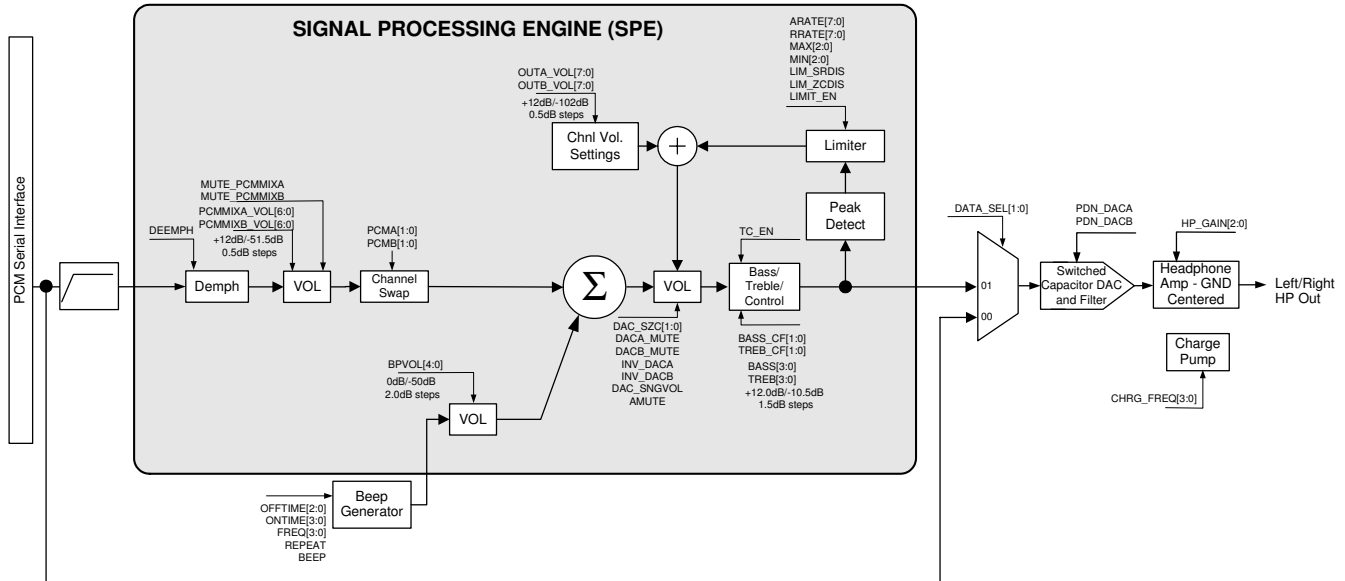 SIGNAL PROCESSING ENGINE (SPE)
PCM Serial Interface
OUTA_VOL[7:0]
OUTB_VOL[7:0]
+12dB/-102dB
0.5dB steps
Chnl Vol.
Settings
+
ARATE[7:0]
RRATE[7:0]
MAX[2:0]
MIN[2:0]
LIM_SRDIS
LIM_ZCDIS
LIMIT_EN
Limiter
Peak
Detect
MUTE_PCMMIXA
MUTE_PCMMIXB
PCMMIXA_VOL[6:0]
PCMMIXB_VOL[6:0]
+12dB/-51.5dB
0.5dB steps
DEEMPH
Demph
VOL
PCMA[1:0]
PCMB[1:0]
Channel
Swap
Σ
VOL
DAC_SZC[1:0]
DACA_MUTE
DACB_MUTE
INV_DACA
INV_DACB
DAC_SNGVOL
AMUTE
TC_EN
Bass/
Treble/
Control
BASS_CF[1:0]
TREB_CF[1:0]
BASS[3:0]
TREB[3:0]
+12.0dB/-10.5dB
1.5dB steps
BPVOL[4:0]
0dB/-50dB
2.0dB steps
VOL
Beep
Generator
OFFTIME[2:0]
ONTIME[3:0]
FREQ[3:0]
REPEAT
BEEP
DATA_SEL[1:0]
01
00
PDN_DACA
PDN_DACB
Switched
Capacitor DAC
and Filter
HP_GAIN[2:0]
Headphone
Amp - GND
Centered
Left/Right
HP Out
Charge
Pump
CHRG_FREQ[3:0]